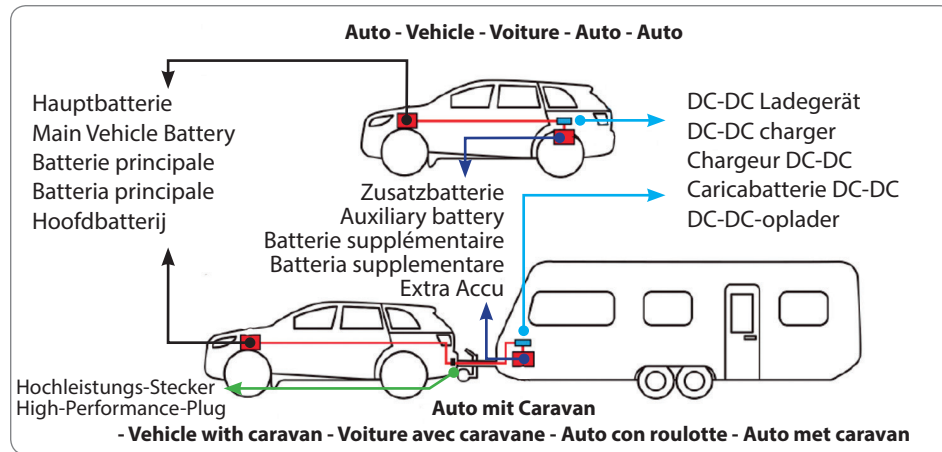 Auto - Vehicle - Voiture - Auto - Auto
Hauptbatterie
Main Vehicle Battery
Batterie principale
Batteria principale
Hoofdbatterij
DC-DC Ladegerät
DC-DC charger
Chargeur DC-DC
Caricabatterie DC-DC
DC-DC-oplader
Zusatzbatterie
Auxiliary battery
Batterie supplémentaire
Batteria supplementare
Extra Accu
Hochleistungs-Stecker
High-Performance-Plug
Auto mit Caravan
- Vehicle with caravan - Voiture avec caravane - Auto con roulotte - Auto met caravan